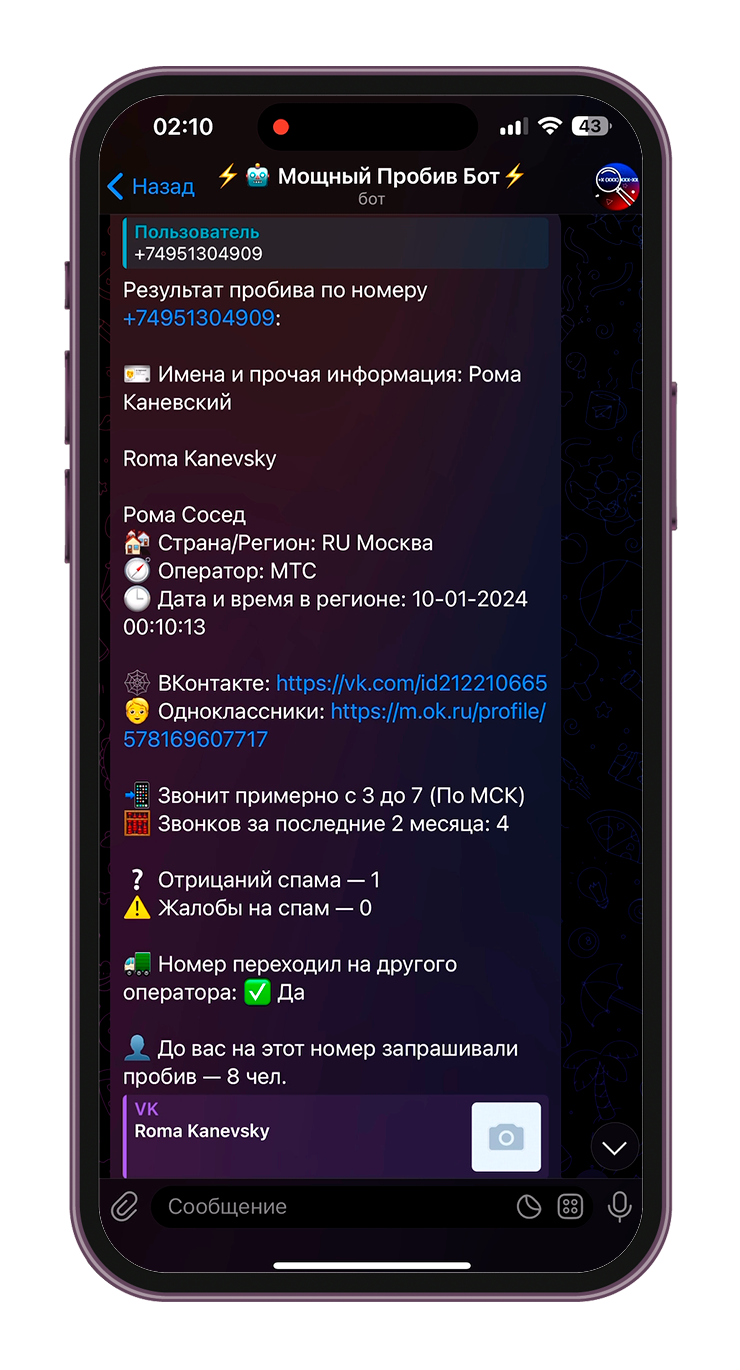 02:10
43
Назад
⚡🤖 Мощный Пробив Бот⚡
бот
Пользователь
+74951304909
Результат пробива по номеру
+74951304909:
🪪 Имена и прочая информация: Рома
Каневский
Roma Kanevsky
Рома Сосед
🏘 Страна/Регион: RU Москва
🧭 Оператор: МТС
🕒 Дата и время в регионе: 10-01-2024
00:10:13
🕸 ВКонтакте: https://vk.com/id212210665
🧑 Одноклассники: https://m.ok.ru/profile/
578169607717
📲 Звонит примерно с 3 до 7 (По МСК)
🧮 Звонков за последние 2 месяца: 4
❔ Отрицаний спама — 1
⚠️ Жалобы на спам — 0
🚛 Номер переходил на другого
оператора: ✅ Да
👤 До вас на этот номер запрашивали
пробив — 8 чел.
VK
Roma Kanevsky
Сообщение